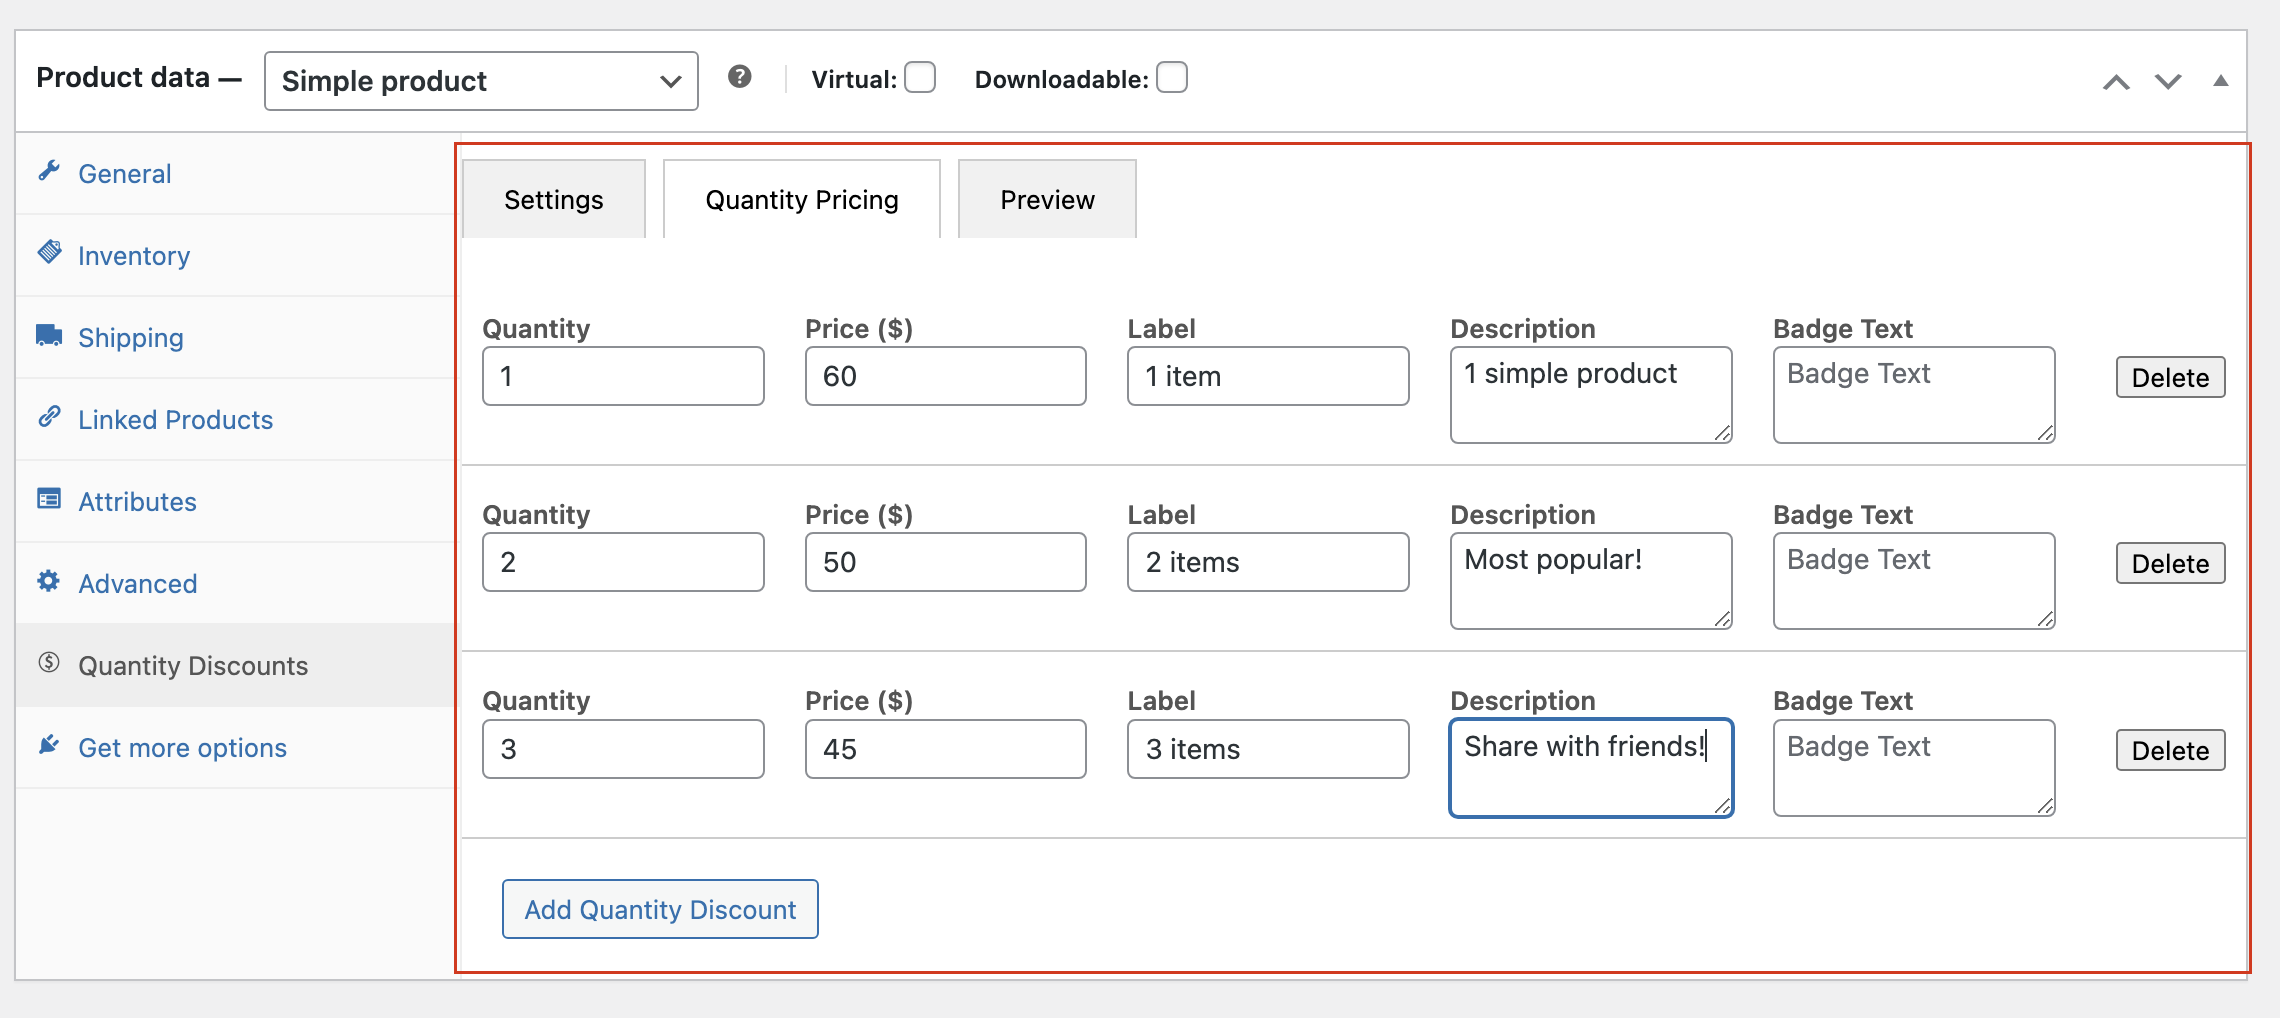 Product data — Simple product Virtual: Downloadable:
General
Inventory
Shipping
Linked Products
Attributes
Advanced
Quantity Discounts
Get more options
Settings Quantity Pricing Preview
Quantity Price ($) Label Description Badge Text
1 60 1 item 1 simple product Badge Text Delete
Quantity Price ($) Label Description Badge Text
2 50 2 items Most popular! Badge Text Delete
Quantity Price ($) Label Description Badge Text
3 45 3 items Share with friends! Badge Text Delete
Add Quantity Discount